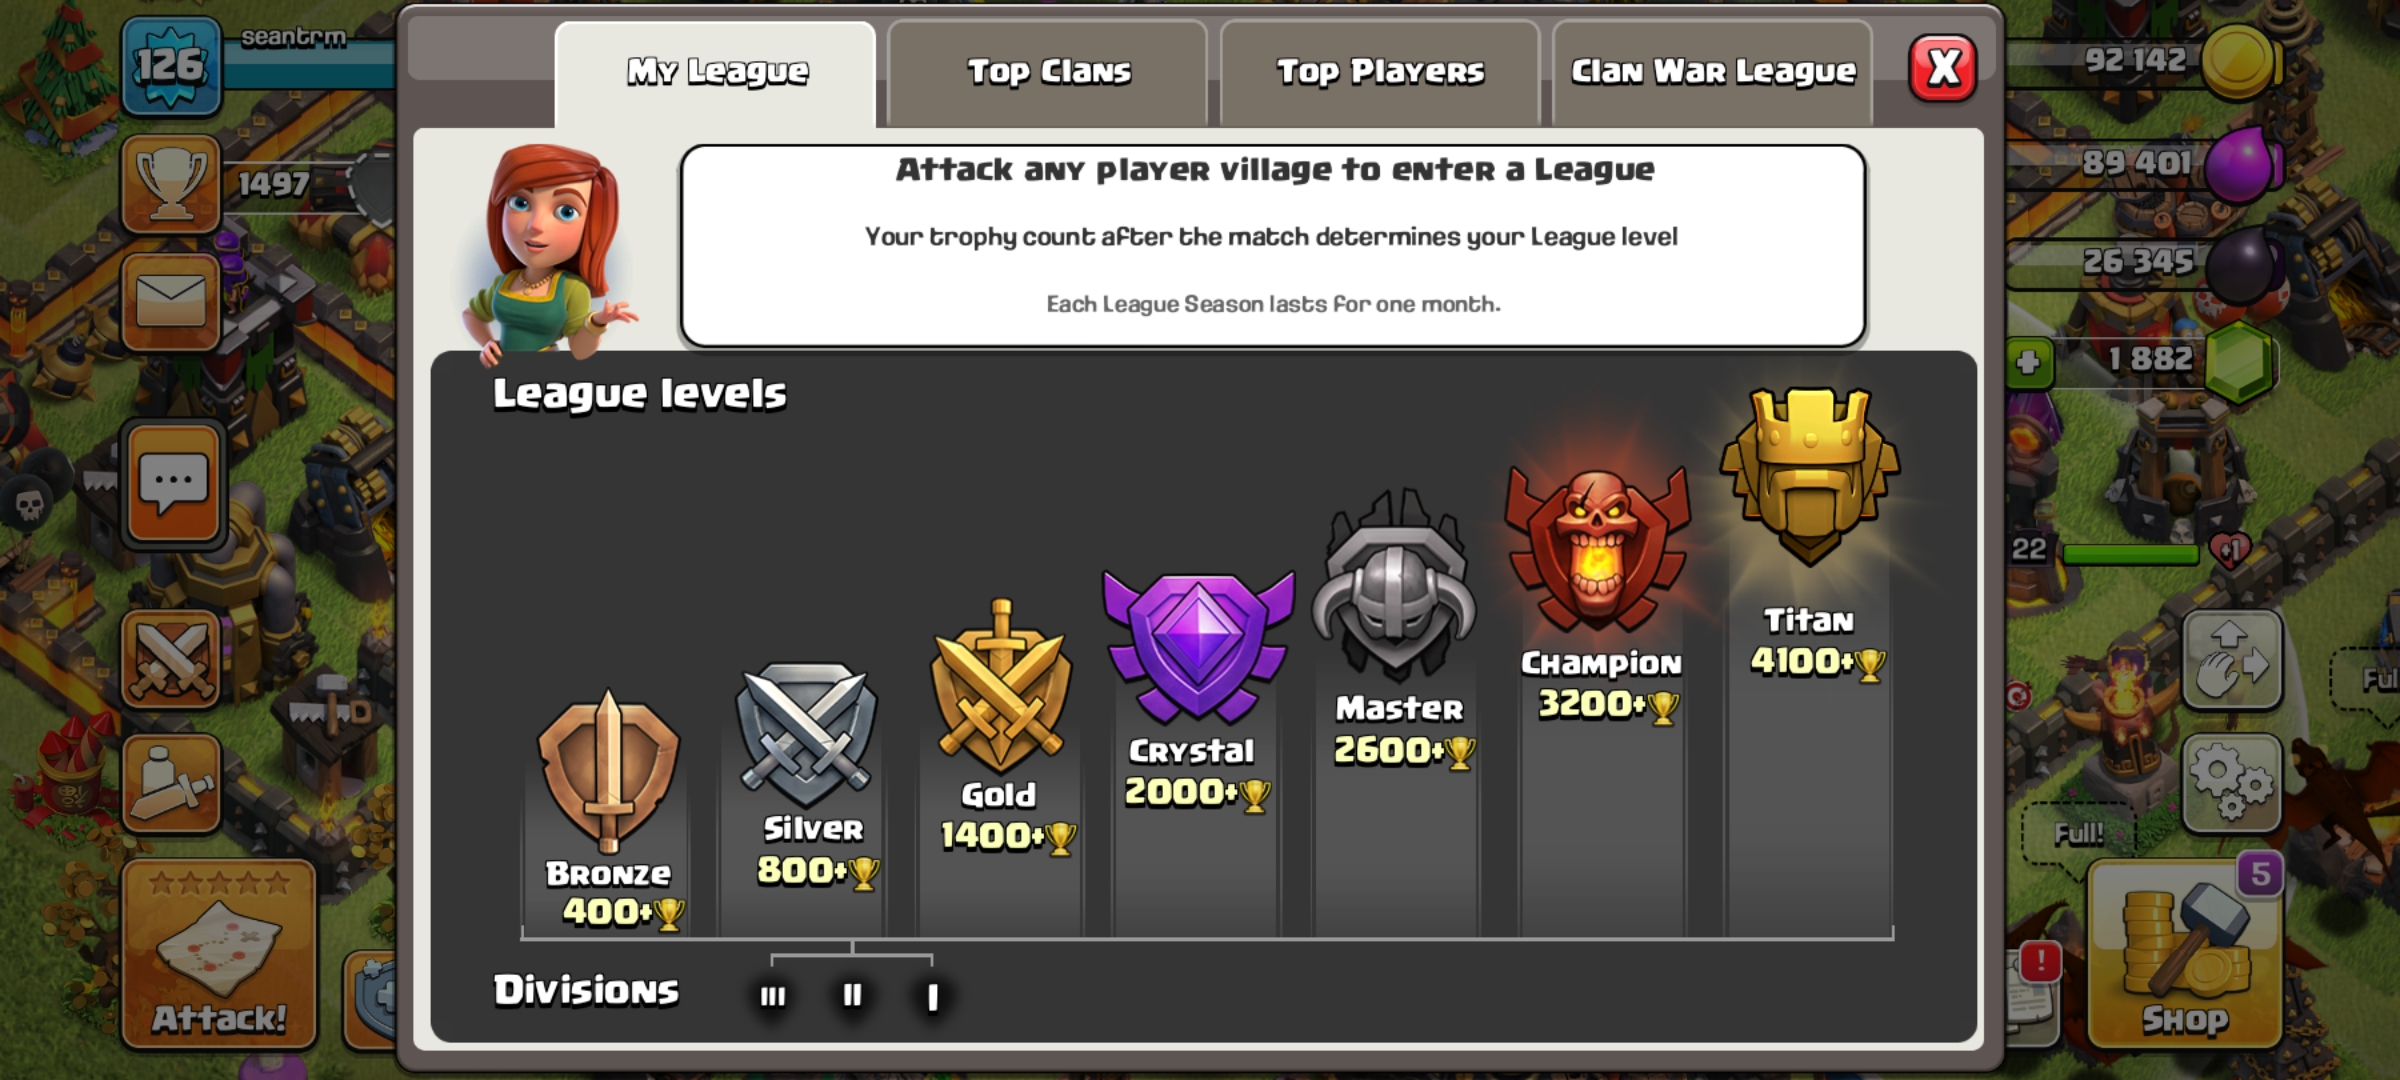 126
seantrm
My League
Top Clans
Top Players
Clan War League
X
92 142
1497
Attack any player village to enter a League
Your trophy count after the match determines your League level
Each League Season lasts for one month.
89 401
26 345
1 882
League levels
22
+1
Titan
4100+
Champion
3200+
Master
2600+
Crystal
2000+
Gold
1400+
Silver
800+
Bronze
400+
Full!
5
Divisions
III
II
I
!
Attack!
Shop